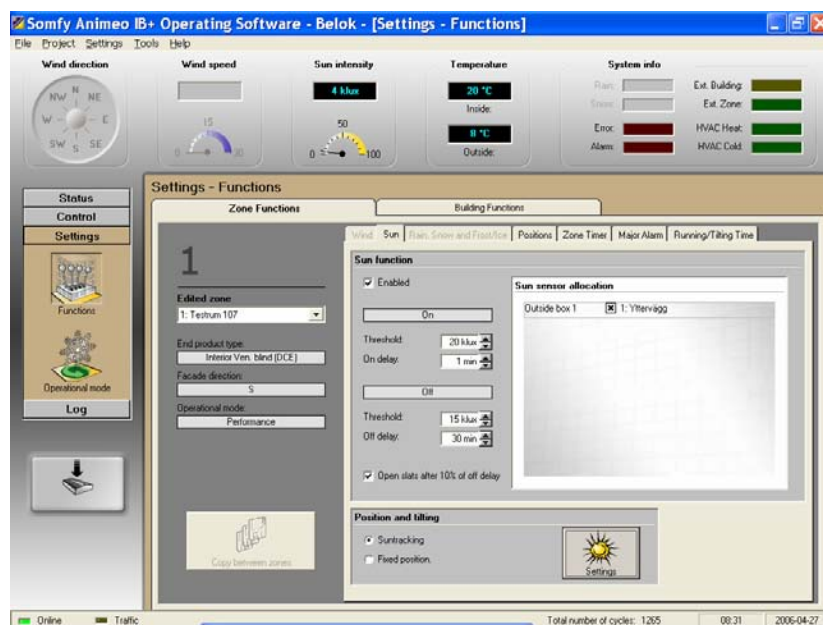 Somfy Animeo IB+ Operating Software - Belok - [Settings - Functions]
File Project Settings Tools Help
Wind direction
Wind speed
Sun intensity
Temperature
System info
N
NE
E
SE
S
SW
W
NW
0
15
30
4 klux
0
50
100
20 °C
Inside:
8 °C
Outside:
Rain:
Snow:
Error:
Alarm:
Ext. Building:
Ext. Zone:
HVAC Heat:
HVAC Cold:
Status
Control
Settings
Functions
Operational mode
Log
Settings - Functions
Zone Functions
Building Functions
1
Edited zone
1: Testrum 107
End product type:
Interior Ven. blind (DCE)
Facade direction:
S
Operational mode:
Performance
Copy between zones
Wind
Sun
Rain, Snow and Frost/Ice
Positions
Zone Timer
Major Alarm
Running/Tilting Time
Sun function
Enabled
On
Threshold: 20 klux
On delay: 1 min
Off
Threshold: 15 klux
Off delay: 30 min
Open slats after 10% of off delay
Sun sensor allocation
Outside box 1
1: Yttervägg
Position and tilting
Suntracking
Fixed position.
Settings
Online
Traffic
Total number of cycles: 1265
08:31
2006-04-27